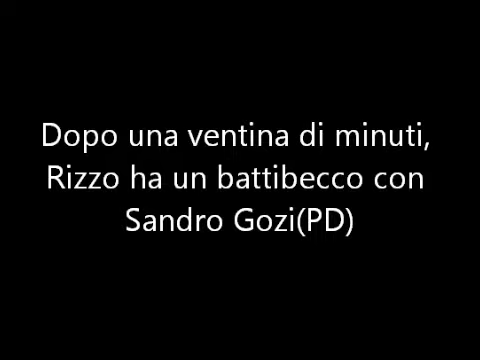 Dopo una ventina di minuti,
Rizzo ha un battibecco con
Sandro Gozi(PD)